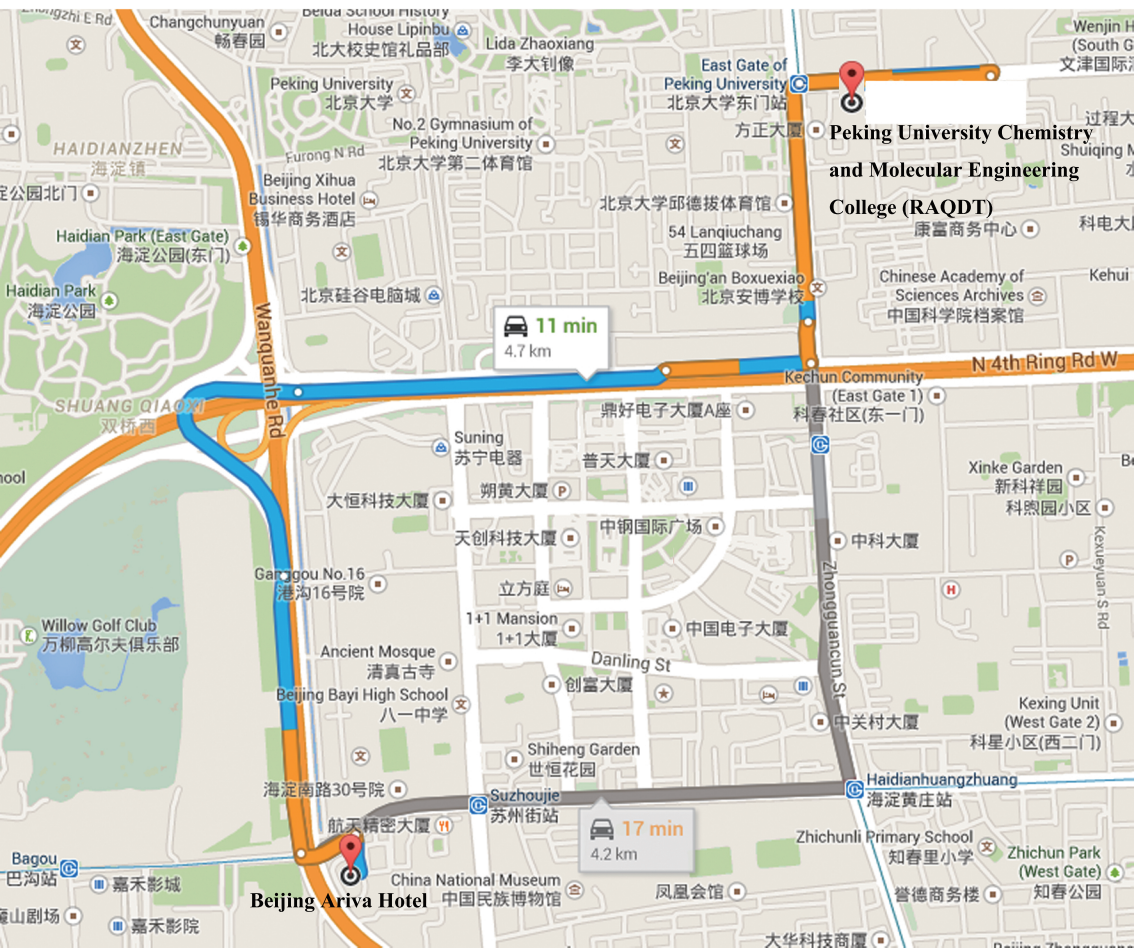 Zhongzhi E Rd
Changchunyuan
畅春园
Beida School History
House Lipinbu
北大校史馆礼品部
Lida Zhaoxiang
李大钊像
Wenjin H
(South G
文津国际
East Gate of
Peking University
北京大学东门站
Peking University
北京大学
No.2 Gymnasium of
Peking University
北京大学第二体育馆
方正大厦
Peking University Chemistry
and Molecular Engineering
College (RAQDT)
过程大
Shuiqing M
HAIDIANZHEN
海淀镇
Furong N Rd
Beijing Xihua
Business Hotel
锡华商务酒店
定公园北门
北京大学邱德拔体育馆
康富商务中心
科电大
Haidian Park (East Gate)
海淀公园(东门)
54 Lanqiuchang
五四篮球场
Haidian Park
海淀公园
北京硅谷电脑城
Beijing'an Boxuexiao
北京安博学校
Chinese Academy of
Sciences Archives
中国科学院档案馆
Kehui
Wanquanhe Rd
11 min
4.7 km
N 4th Ring Rd W
Kechun Community
(East Gate 1)
科春社区(东一门)
SHUANG QIAOXI
双桥西
鼎好电子大厦A座
Suning
苏宁电器
普天大厦
hool
Xinke Garden
新科祥园
科煦园小区
Be
大恒科技大厦
朔黄大厦
中钢国际广场
天创科技大厦
中科大厦
Kexueyuan S Rd
Ganggou No.16
港沟16号院
立方庭
Zhongguancun St
Willow Golf Club
万柳高尔夫俱乐部
1+1 Mansion
1+1大厦
中国电子大厦
Ancient Mosque
清真古寺
Danling St
创富大厦
Beijing Bayi High School
八一中学
中关村大厦
Kexing Unit
(West Gate 2)
科星小区(西二门)
Shiheng Garden
世恒花园
海淀南路30号院
Suzhoujie
苏州街站
Haidianhuangzhuang
海淀黄庄站
航天精密大厦
17 min
4.2 km
Zhichunli Primary School
知春里小学
Zhichun Park
(West Gate)
知春公园
Bagou
巴沟站
嘉禾影城
Beijing Ariva Hotel
China National Museum
中国民族博物馆
凤凰会馆
誉德商务楼
魔山剧场
嘉禾影院
大华科技商厦